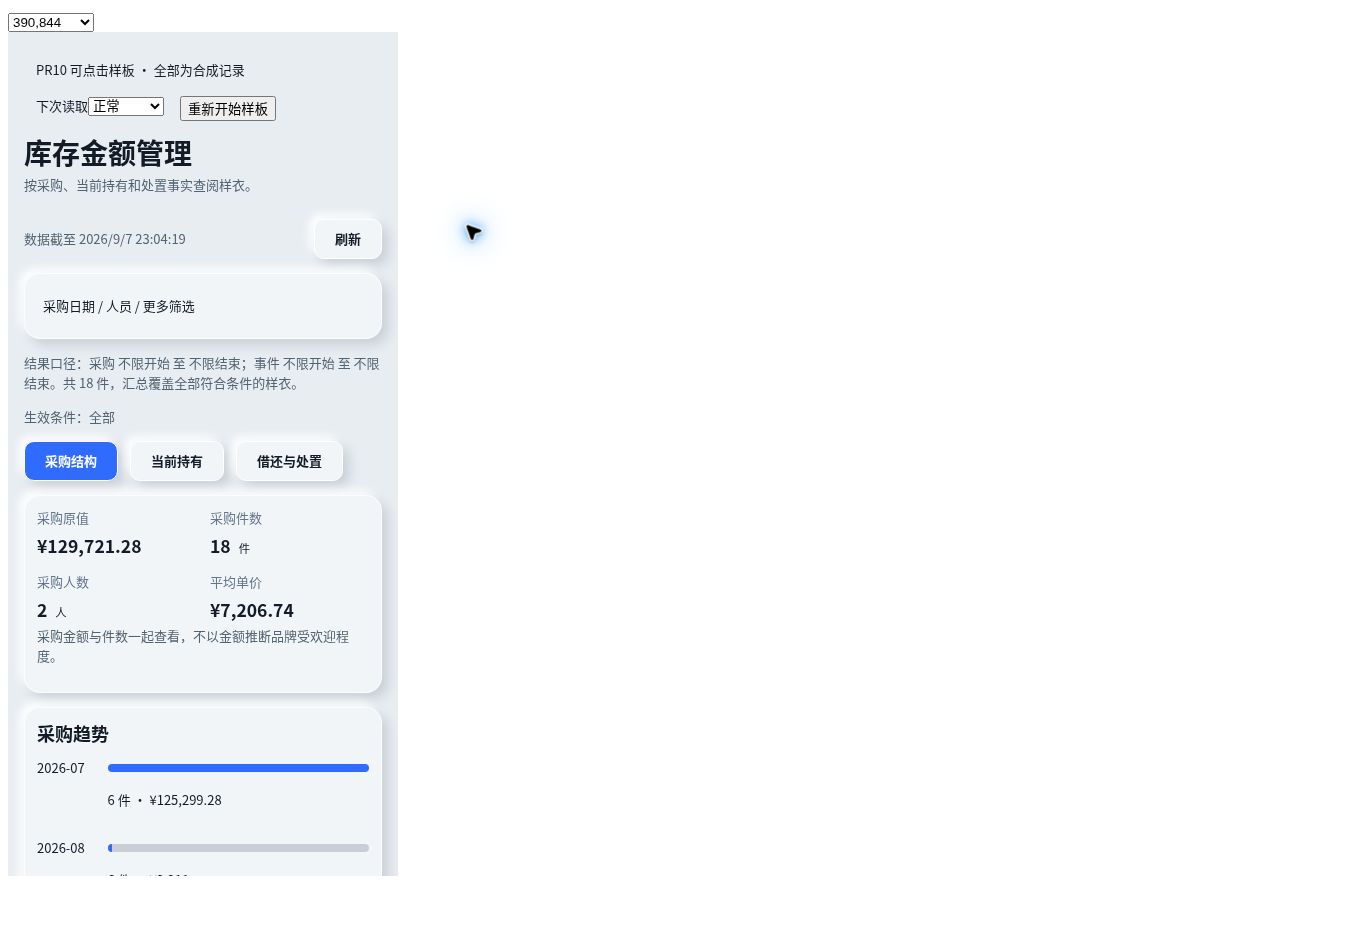 390,844
PR10 可点击样板 · 全部为合成记录
下次读取 正常 重新开始样板
库存金额管理
按采购、当前持有和处置事实查阅样衣。
数据截至 2026/9/7 23:04:19 刷新
采购日期 / 人员 / 更多筛选
结果口径：采购 不限开始 至 不限结束；事件 不限开始 至 不限
结束。共 18 件，汇总覆盖全部符合条件的样衣。
生效条件：全部
采购结构 当前持有 借还与处置
采购原值 采购件数
¥129,721.28 18 件
采购人数 平均单价
2 人 ¥7,206.74
采购金额与件数一起查看，不以金额推断品牌受欢迎程
度。
采购趋势
2026-07
6 件 · ¥125,299.28
2026-08